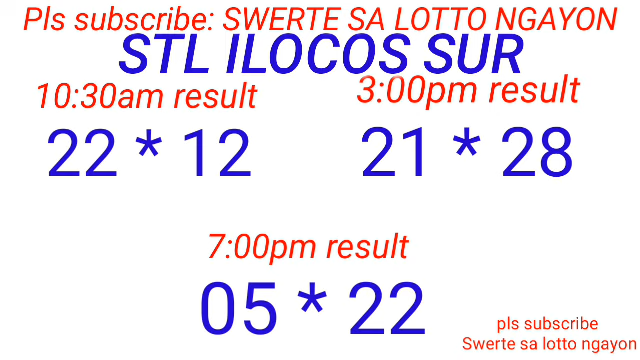 Pls subscribe: SWERTE SA LOTTO NGAYON
STL ILOCOS SUR
10:30am result
22 * 12
3:00pm result
21 * 28
7:00pm result
05 * 22
pls subscribe
Swerte sa lotto ngayon